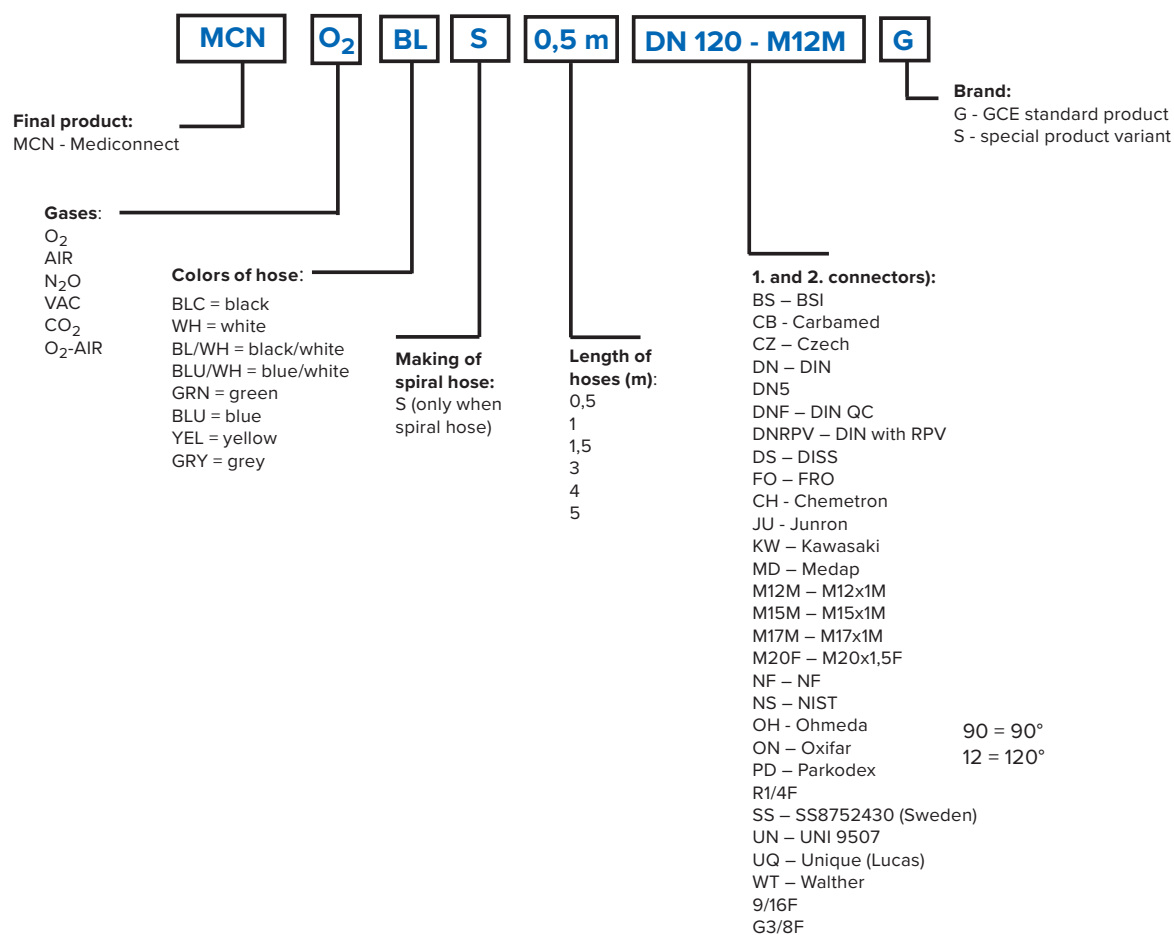 MCN O₂ BL S 0,5 m DN 120 - M12M G
Brand:
G - GCE standard product
S - special product variant
Final product:
MCN - Mediconnect
Gases:
O₂
AIR
N₂O
VAC
CO₂
O₂-AIR
Colors of hose:
BLC = black
WH = white
BL/WH = black/white
BLU/WH = blue/white
GRN = green
BLU = blue
YEL = yellow
GRY = grey
Making of
spiral hose:
S (only when
spiral hose)
Length of
hoses (m):
0,5
1
1,5
3
4
5
1. and 2. connectors):
BS – BSI
CB - Carbamed
CZ – Czech
DN – DIN
DN5
DNF – DIN QC
DNRPV – DIN with RPV
DS – DISS
FO – FRO
CH - Chemetron
JU - Junron
KW – Kawasaki
MD – Medap
M12M – M12x1M
M15M – M15x1M
M17M – M17x1M
M20F – M20x1,5F
NF – NF
NS – NIST
OH - Ohmeda
ON – Oxifar
PD – Parkodex
R1/4F
SS – SS8752430 (Sweden)
UN – UNI 9507
UQ – Unique (Lucas)
WT – Walther
9/16F
G3/8F
90 = 90°
12 = 120°